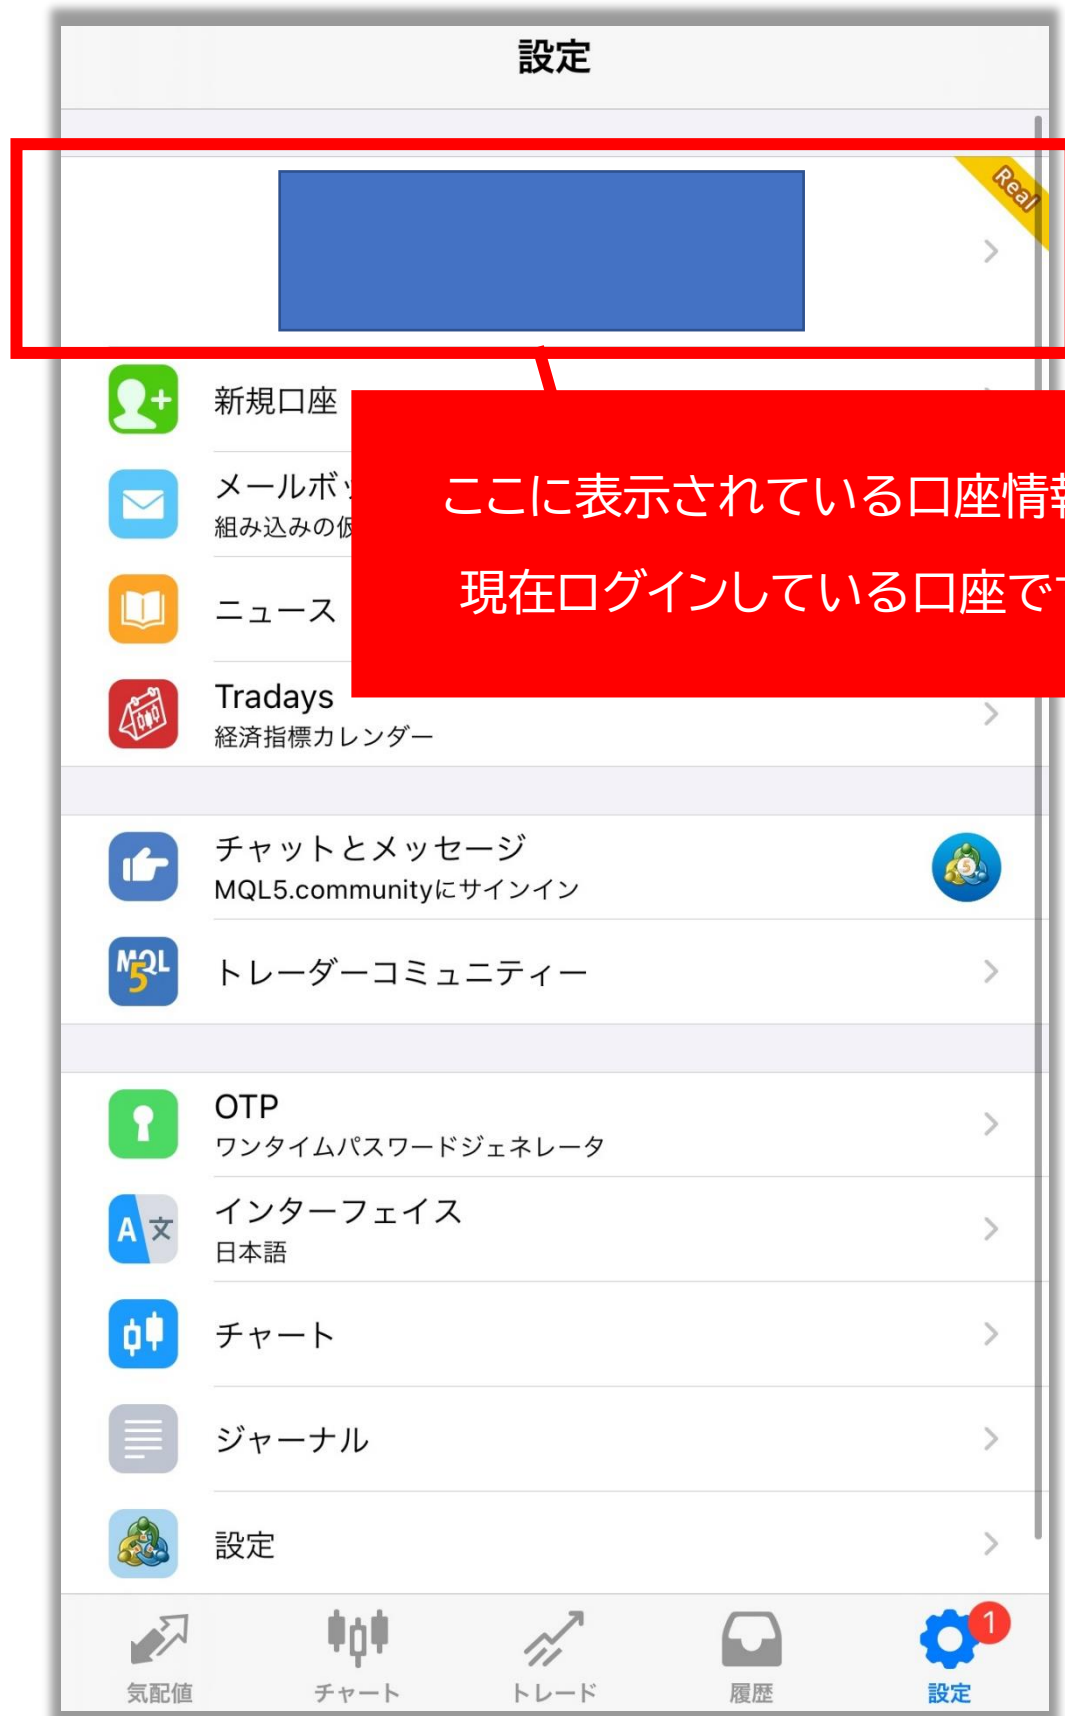 設定
Real
新規口座
メールボ
組み込みの仮
ここに表示されている口座情
現在ログインしている口座で
ニュース
Tradays
経済指標カレンダー
チャットとメッセージ
MQL5.communityにサインイン
MQL
5
トレーダーコミュニティー
OTP
ワンタイムパスワードジェネレータ
A文
インターフェイス
日本語
チャート
ジャーナル
設定
1
気配値
チャート
トレード
履歴
設定